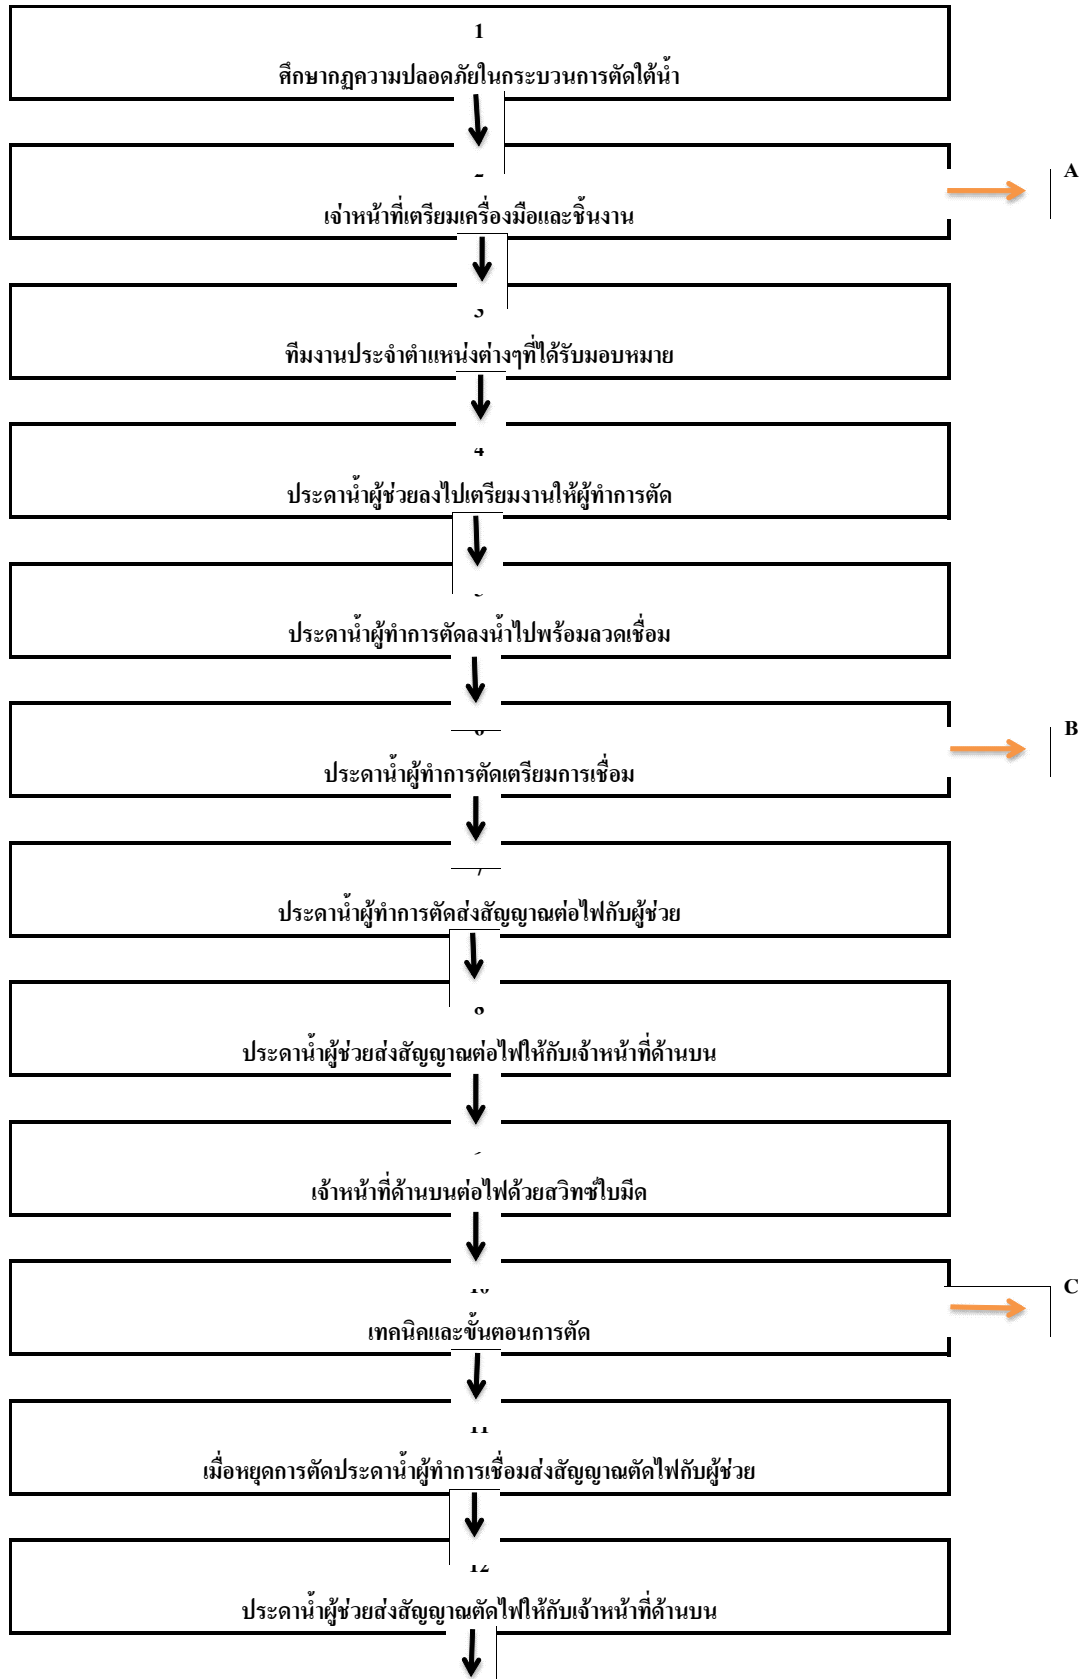 1
ศึกษากฏความปลอดภัยในกระบวนการตัดใต้น้ำ
A
เจ่าหน้าที่เตรียมเครื่องมือและชิ้นงาน
3
ทีมงานประจำตำแหน่งต่างๆที่ได้รับมอบหมาย
4
ประดาน้ำผู้ช่วยลงไปเตรียมงานให้ผู้ทำการตัด
ประดาน้ำผู้ทำการตัดลงน้ำไปพร้อมลวดเชื่อม
B
6
ประดาน้ำผู้ทำการตัดเตรียมการเชื่อม
7
ประดาน้ำผู้ทำการตัดส่งสัญญาณต่อไฟกับผู้ช่วย
8
ประดาน้ำผู้ช่วยส่งสัญญาณต่อไฟให้กับเจ้าหน้าที่ด้านบน
เจ้าหน้าที่ด้านบนต่อไฟด้วยสวิทซ์ใบมีด
C
10
เทคนิคและขั้นตอนการตัด
11
เมื่อหยุดการตัดประดาน้ำผู้ทำการเชื่อมส่งสัญญาณตัดไฟกับผู้ช่วย
12
ประดาน้ำผู้ช่วยส่งสัญญาณตัดไฟให้กับเจ้าหน้าที่ด้านบน